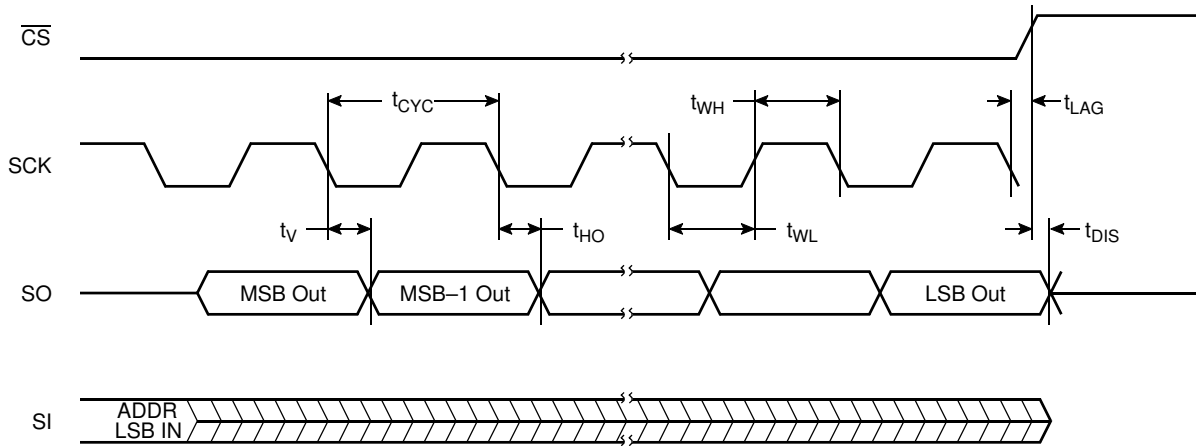 CS
tCYC
tWH
tLAG
SCK
tV
tHO
tWL
tDIS
SO
MSB Out
MSB–1 Out
LSB Out
SI
ADDR
LSB IN